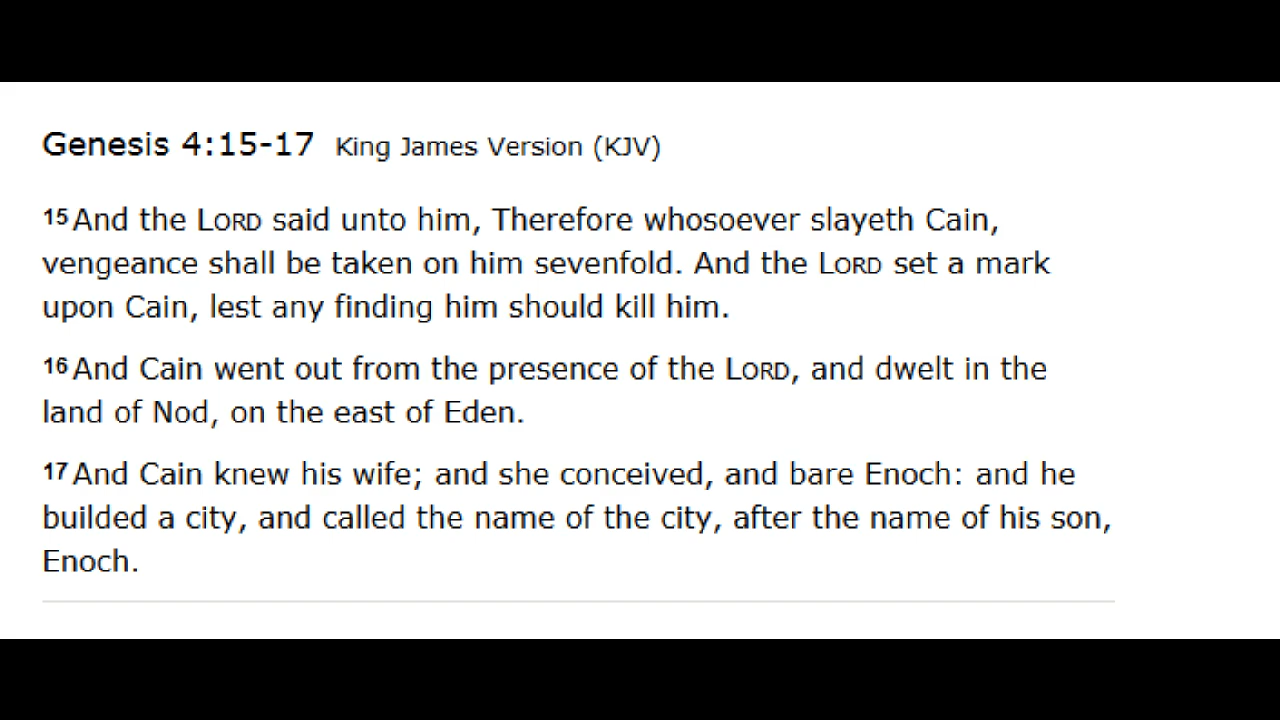 Genesis 4:15-17 King James Version (KJV)
15 And the LORD said unto him, Therefore whosoever slayeth Cain,
vengeance shall be taken on him sevenfold. And the LORD set a mark
upon Cain, lest any finding him should kill him.
16 And Cain went out from the presence of the LORD, and dwelt in the
land of Nod, on the east of Eden.
17 And Cain knew his wife; and she conceived, and bare Enoch: and he
builded a city, and called the name of the city, after the name of his son,
Enoch.